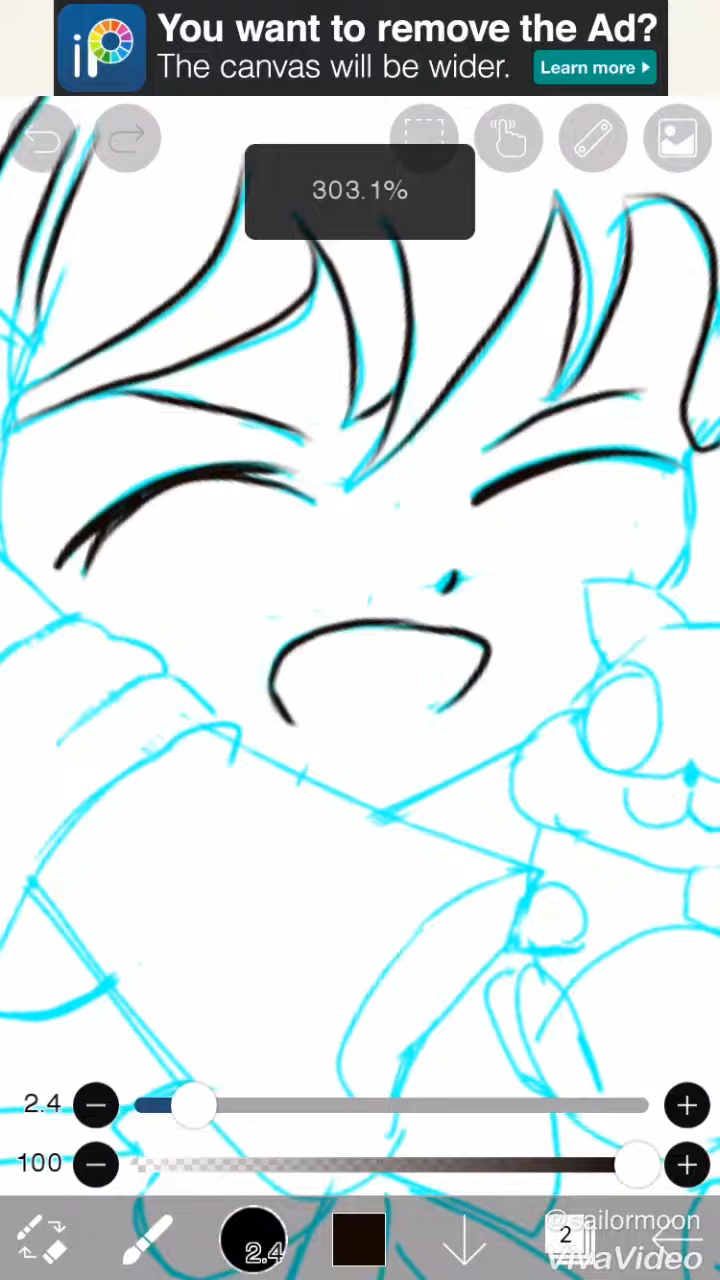 iP
You want to remove the Ad?
The canvas will be wider.
Learn more
303.1%
2.4
100
2.4
2
@sailormoon
VivaVideo